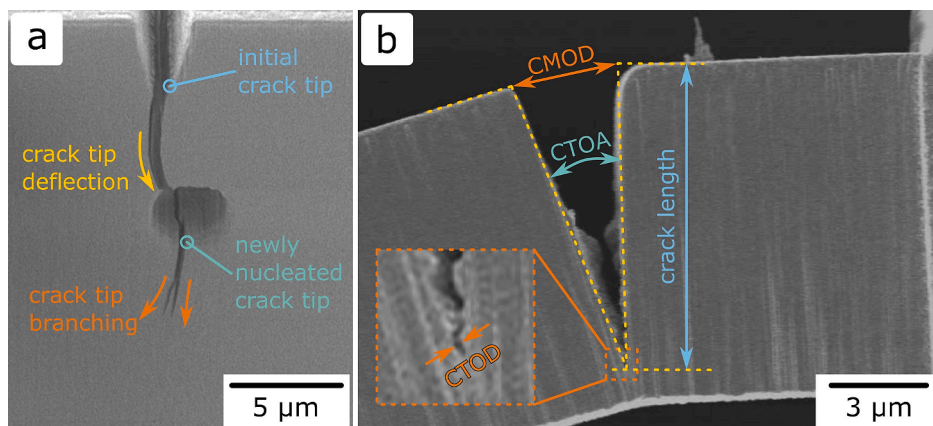 a
initial
crack tip
crack tip
deflection
newly
nucleated
crack tip
crack tip
branching
5 µm
b
CMOD
CTOA
crack length
CTOD
3 µm